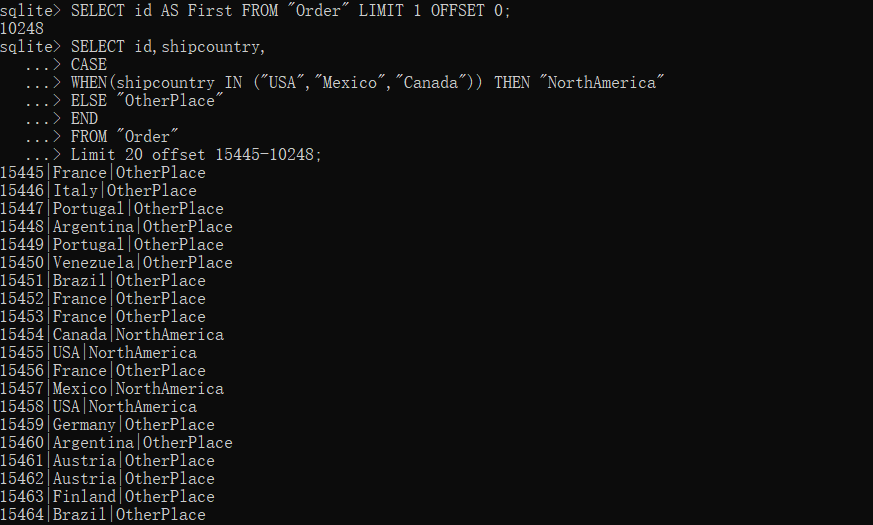 sqlite> SELECT id AS First FROM "Order" LIMIT 1 OFFSET 0;
10248
sqlite> SELECT id,shipcountry,
   ...> CASE
   ...> WHEN(shipcountry IN ("USA","Mexico","Canada")) THEN "NorthAmerica"
   ...> ELSE "OtherPlace"
   ...> END
   ...> FROM "Order"
   ...> Limit 20 offset 15445-10248;
15445|France|OtherPlace
15446|Italy|OtherPlace
15447|Portugal|OtherPlace
15448|Argentina|OtherPlace
15449|Portugal|OtherPlace
15450|Venezuela|OtherPlace
15451|Brazil|OtherPlace
15452|France|OtherPlace
15453|France|OtherPlace
15454|Canada|NorthAmerica
15455|USA|NorthAmerica
15456|France|OtherPlace
15457|Mexico|NorthAmerica
15458|USA|NorthAmerica
15459|Germany|OtherPlace
15460|Argentina|OtherPlace
15461|Austria|OtherPlace
15462|Austria|OtherPlace
15463|Finland|OtherPlace
15464|Brazil|OtherPlace